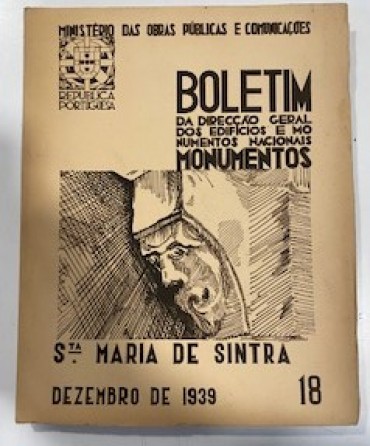 MINISTÉRIO DAS OBRAS PÚBLICAS E COMUNICAÇÕES
REPUBLICA
PORTUGUESA
BOLETIM
DA DIRECÇÃO GERAL
DOS EDIFÍCIOS E MO
NUMENTOS NACIONAIS
MONUMENTOS
STA. MARIA DE SINTRA
DEZEMBRO DE 1939 18